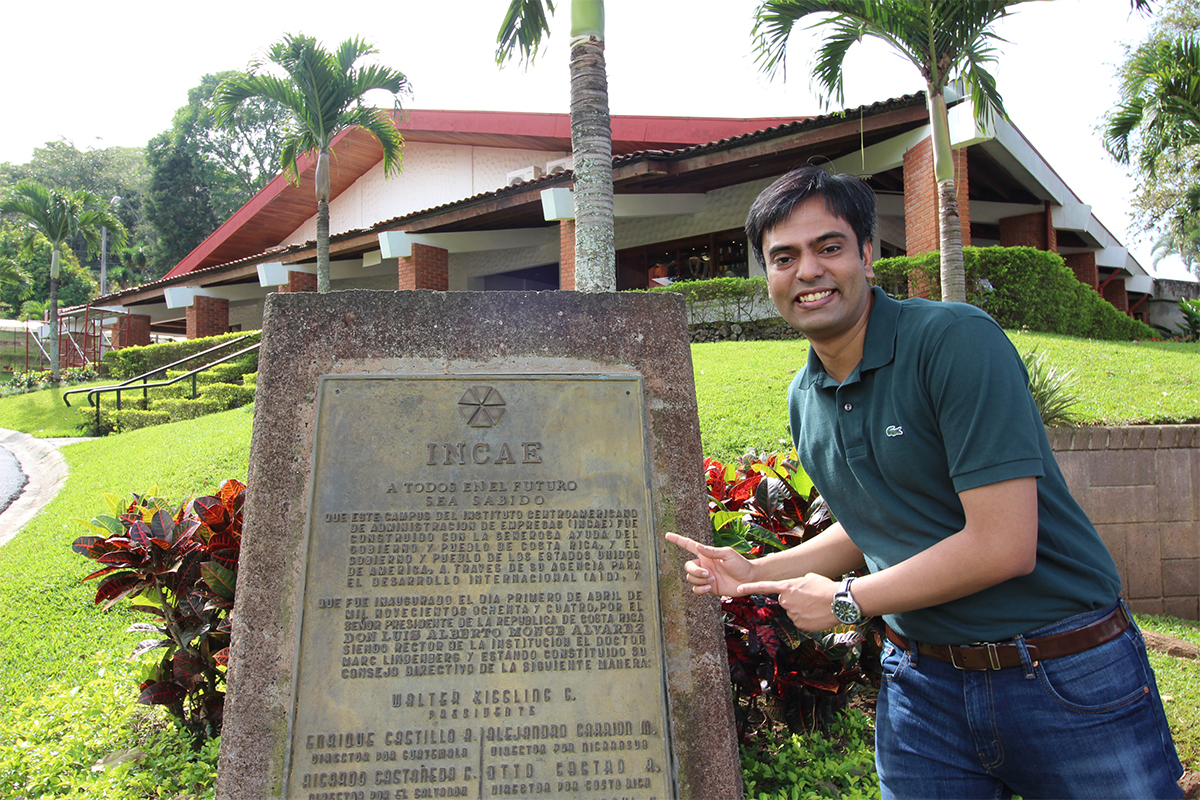 INCAE
A TODOS EN EL FUTURO
SEA SABIDO
QUE ESTE CAMPUS DEL INSTITUTO CENTROAMERICANO
DE ADMINISTRACION DE EMPRESAS (INCAE) FUE
CONSTRUIDO CON LA GENEROSA AYUDA DEL
GOBIERNO Y PUEBLO DE COSTA RICA, Y EL
GOBIERNO Y PUEBLO DE LOS ESTADOS UNIDOS
DE AMERICA, A TRAVES DE SU AGENCIA PARA
EL DESARROLLO INTERNACIONAL (AID), Y
QUE FUE INAUGURADO EL DIA PRIMERO DE ABRIL DE
MIL NOVECIENTOS OCHENTA Y CUATRO, POR EL
SEÑOR PRESIDENTE DE LA REPUBLICA DE COSTA RICA
DON LUIS ALBERTO MONGE ALVAREZ
SIENDO RECTOR DE LA INSTITUCION EL DOCTOR
MARC LINDENBERG Y ESTANDO CONSTITUIDO SU
CONSEJO DIRECTIVO DE LA SIGUIENTE MANERA:
WALTER KISSLING G.
PRESIDENTE
ENRIQUE CASTILLO A. ALEJANDRO CARRION M.
DIRECTOR POR GUATEMALA DIRECTOR POR NICARAGUA
RICARDO CASTAÑEDA C. OTTO CASTRO A.
DIRECTOR POR EL SALVADOR DIRECTOR POR COSTA RICA